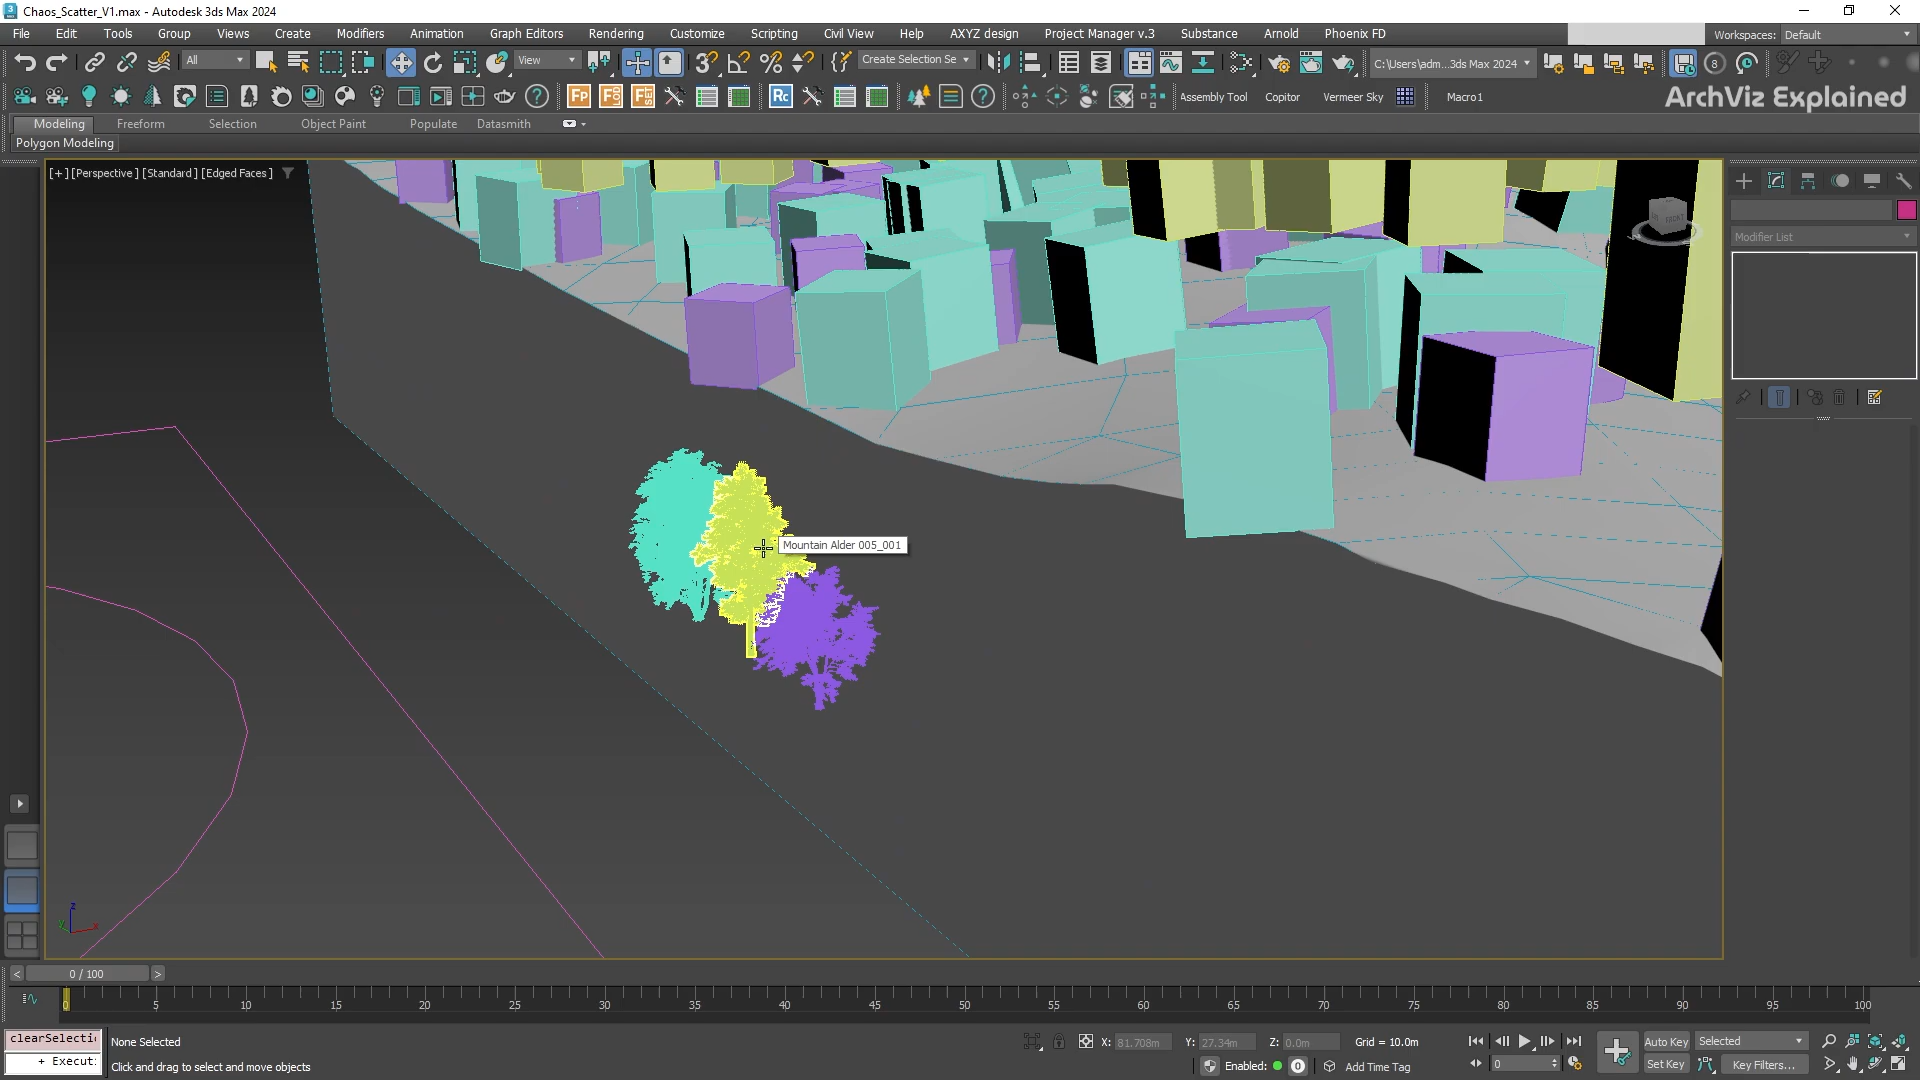 Chaos_Scatter_V1.max - Autodesk 3ds Max 2024
File Edit Tools Group Views Create Modifiers Animation Graph Editors Rendering Customize Scripting Civil View Help AXYZ design Project Manager v.3 Substance Arnold Phoenix FD Workspaces: Default
All View Create Selection Se C:\Users\adm...3ds Max 2024 8
Fp Rc Assembly Tool Copitor Vermeer Sky Macro1
ArchViz Explained
Modeling Freeform Selection Object Paint Populate Datasmith
Polygon Modeling
[+] [Perspective] [Standard] [Edged Faces]
Modifier List
Mountain Alder 005_001
z
x
< 0 / 100 >
0 5 10 15 20 25 30 35 40 45 50 55 60 65 70 75 80 85 90 95 100
clearSelecti None Selected X: 81.708m Y: 27.34m Z: 0.0m Grid = 10.0m Auto Key Selected
+ Execut: Click and drag to select and move objects Enabled: 0 Add Time Tag 0 Set Key Key Filters...